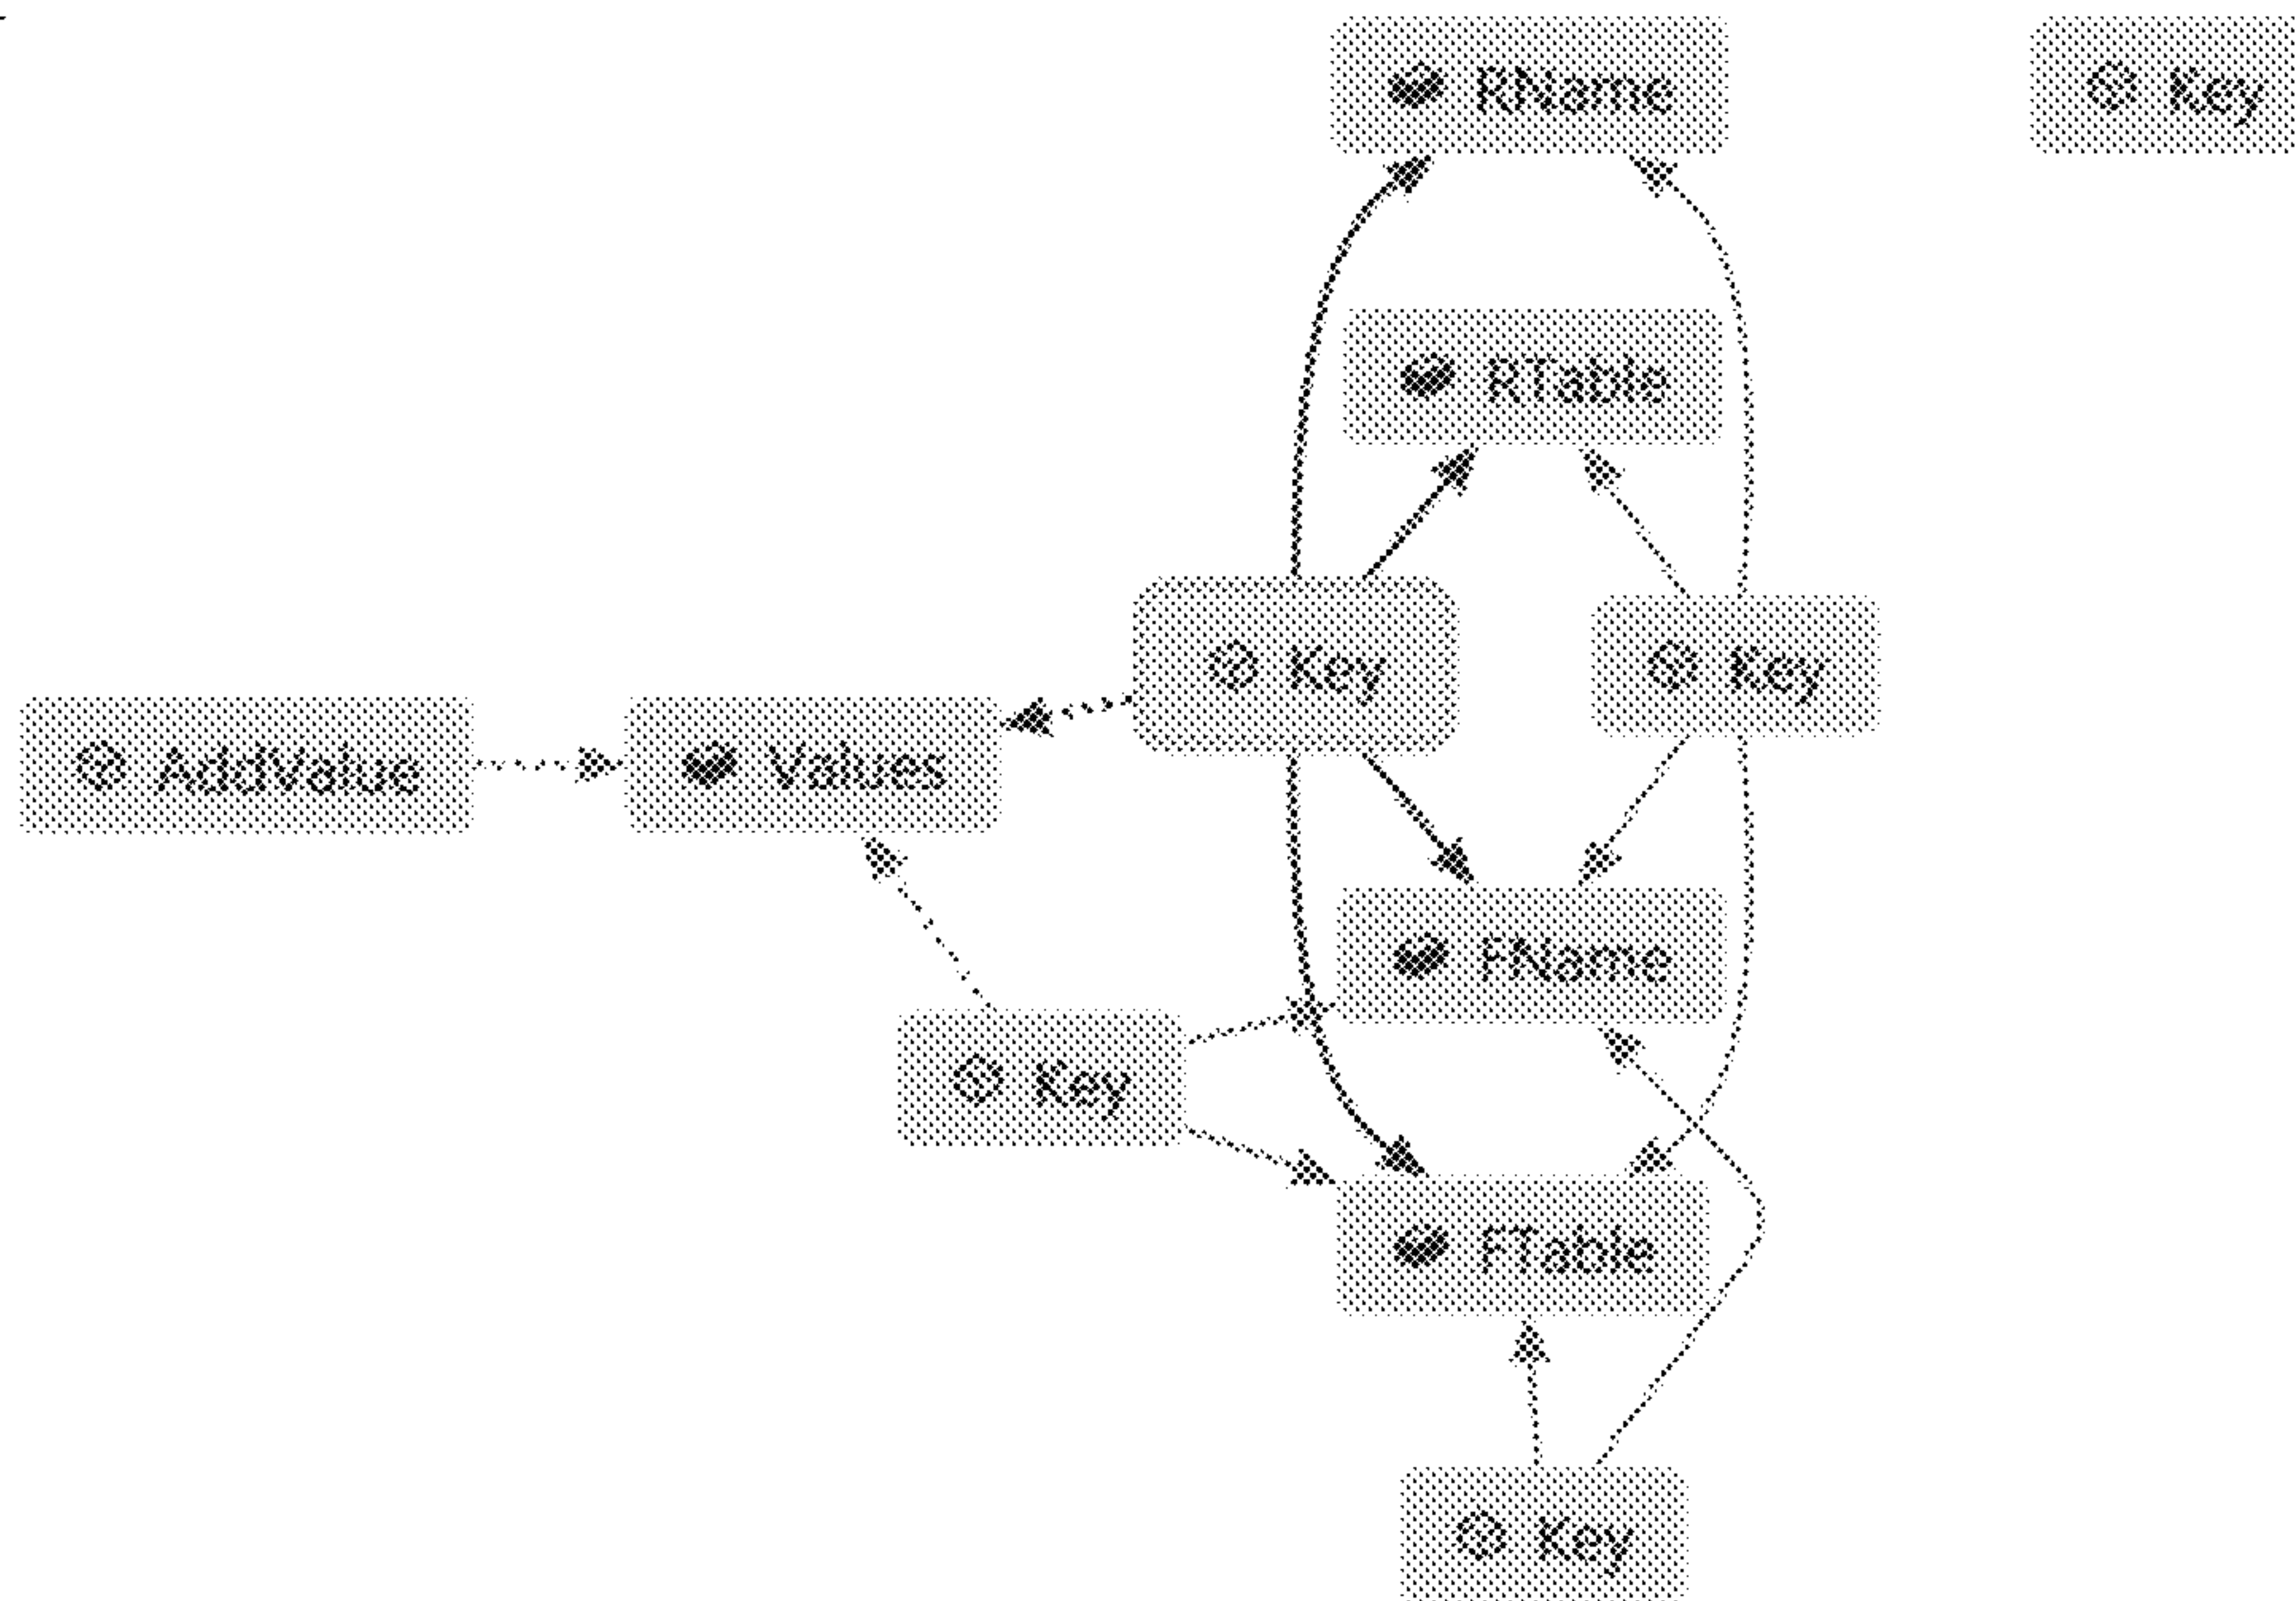 RName
Key
RTable
Key
Key
AddValue
Values
FName
Key
FTable
Key